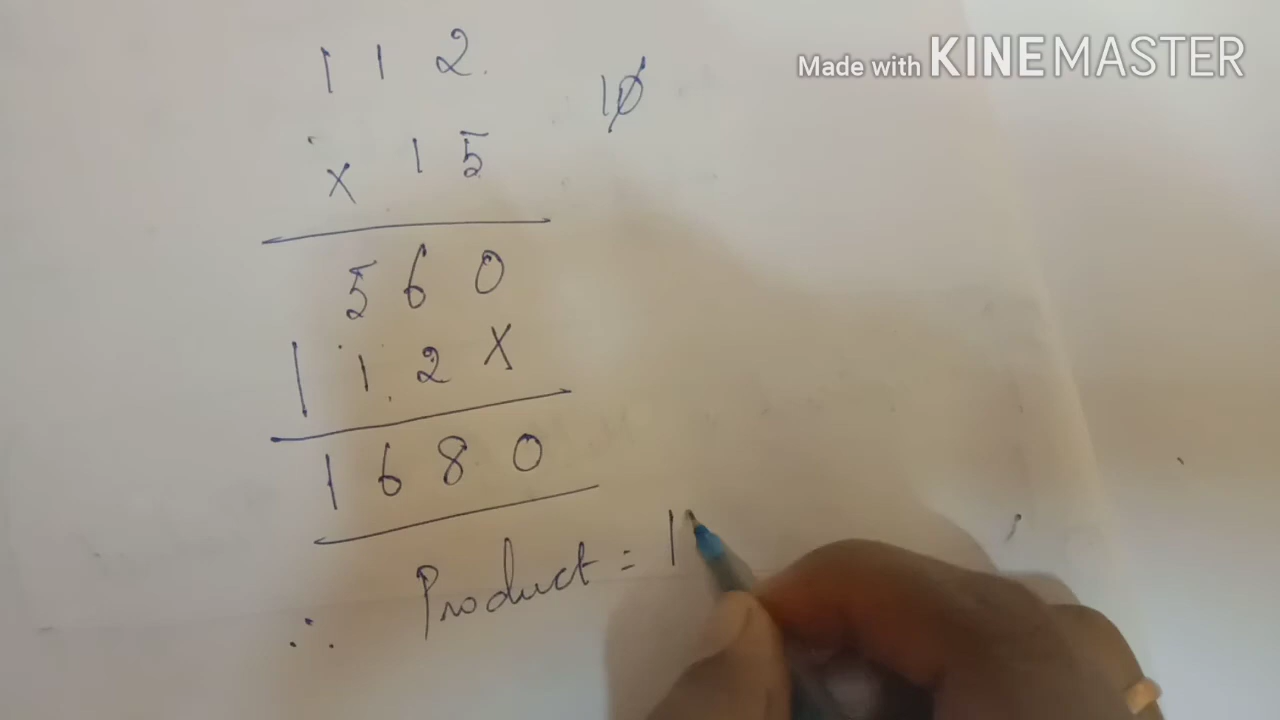 Made with KINEMASTER
1 1 2
x 1 5
5 6 0
1 1 2 X
1 6 8 0
∴ Product = 1